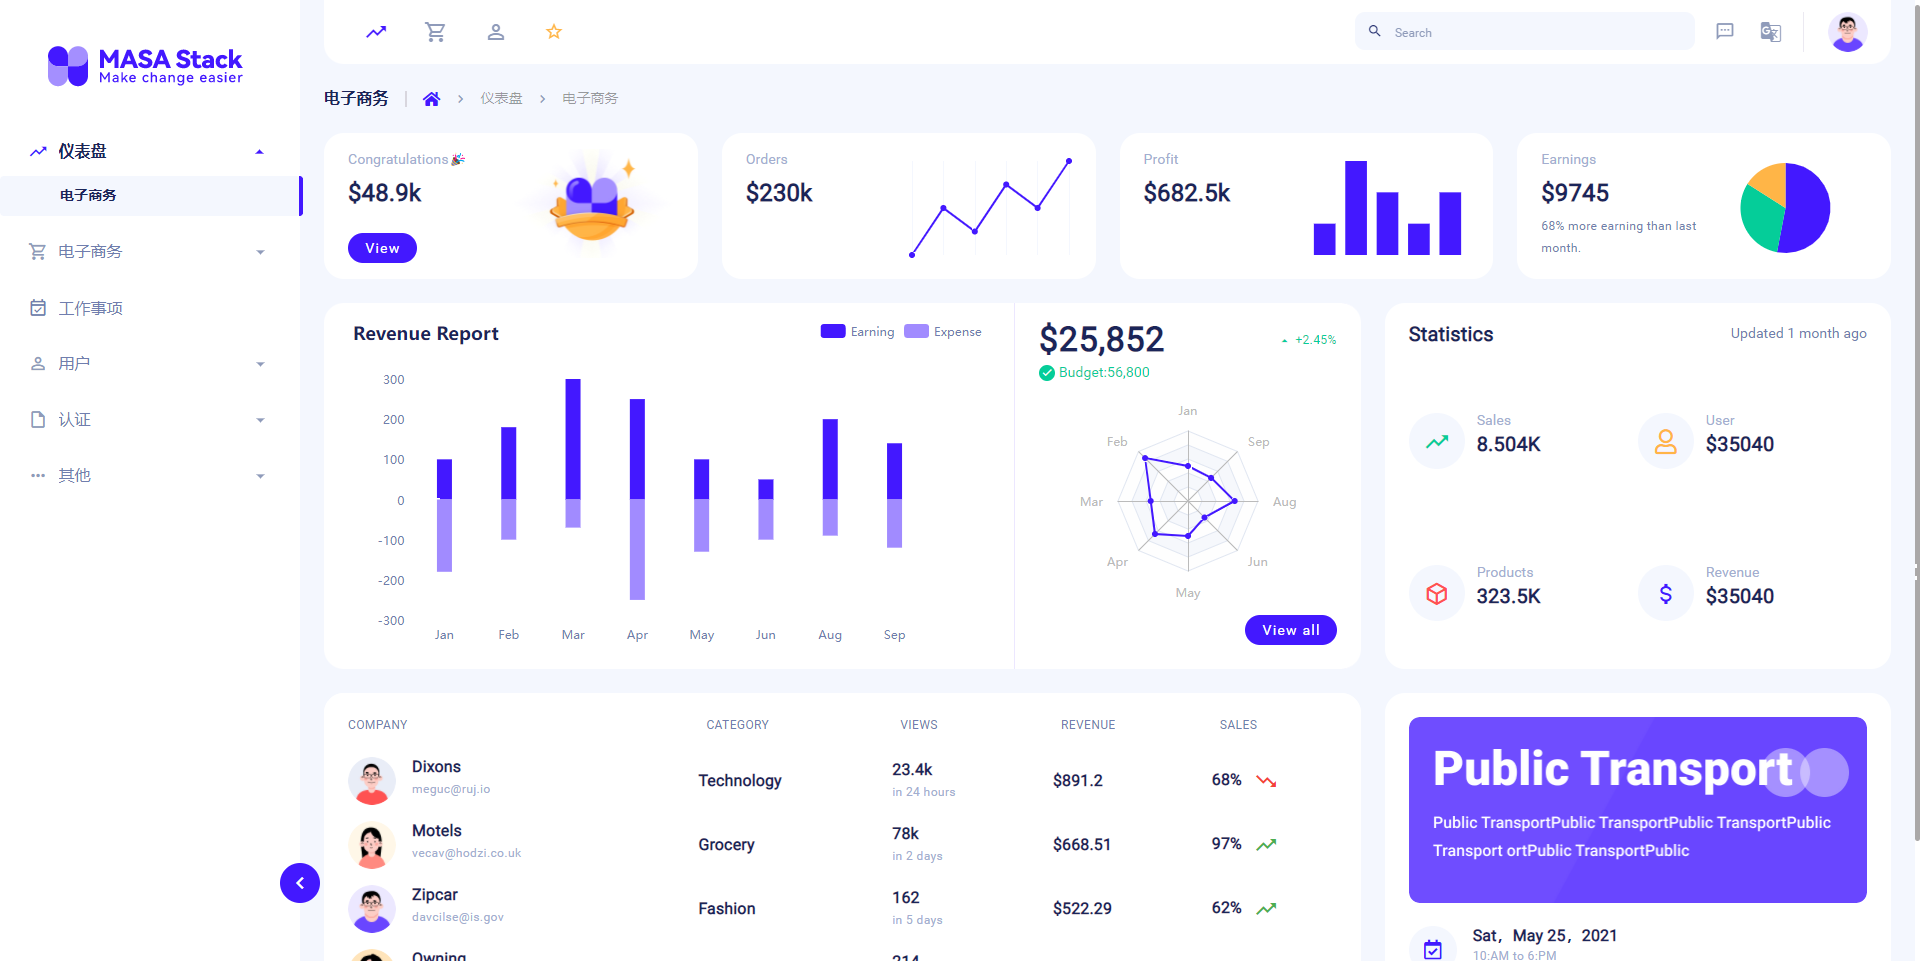 MASA Stack
Make change easier
仪表盘
电子商务
电子商务
工作事项
用户
认证
其他
Search
电子商务
仪表盘
电子商务
Congratulations
$48.9k
View
Orders
$230k
Profit
$682.5k
Earnings
$9745
68% more earning than last
month.
Revenue Report
Earning
Expense
300
200
100
0
-100
-200
-300
Jan
Feb
Mar
Apr
May
Jun
Aug
Sep
$25,852
+2.45%
Budget:56,800
Jan
Feb
Sep
Mar
Aug
Apr
Jun
May
View all
Statistics
Updated 1 month ago
Sales
8.504K
User
$35040
Products
323.5K
Revenue
$35040
COMPANY
CATEGORY
VIEWS
REVENUE
SALES
Dixons
meguc@ruj.io
Technology
23.4k
in 24 hours
$891.2
68%
Motels
vecav@hodzi.co.uk
Grocery
78k
in 2 days
$668.51
97%
Zipcar
davcilse@is.gov
Fashion
162
in 5 days
$522.29
62%
Owning
214
Public Transport
Public TransportPublic TransportPublic TransportPublic
Transport ortPublic TransportPublic
Sat，May 25，2021
10:AM to 6:PM